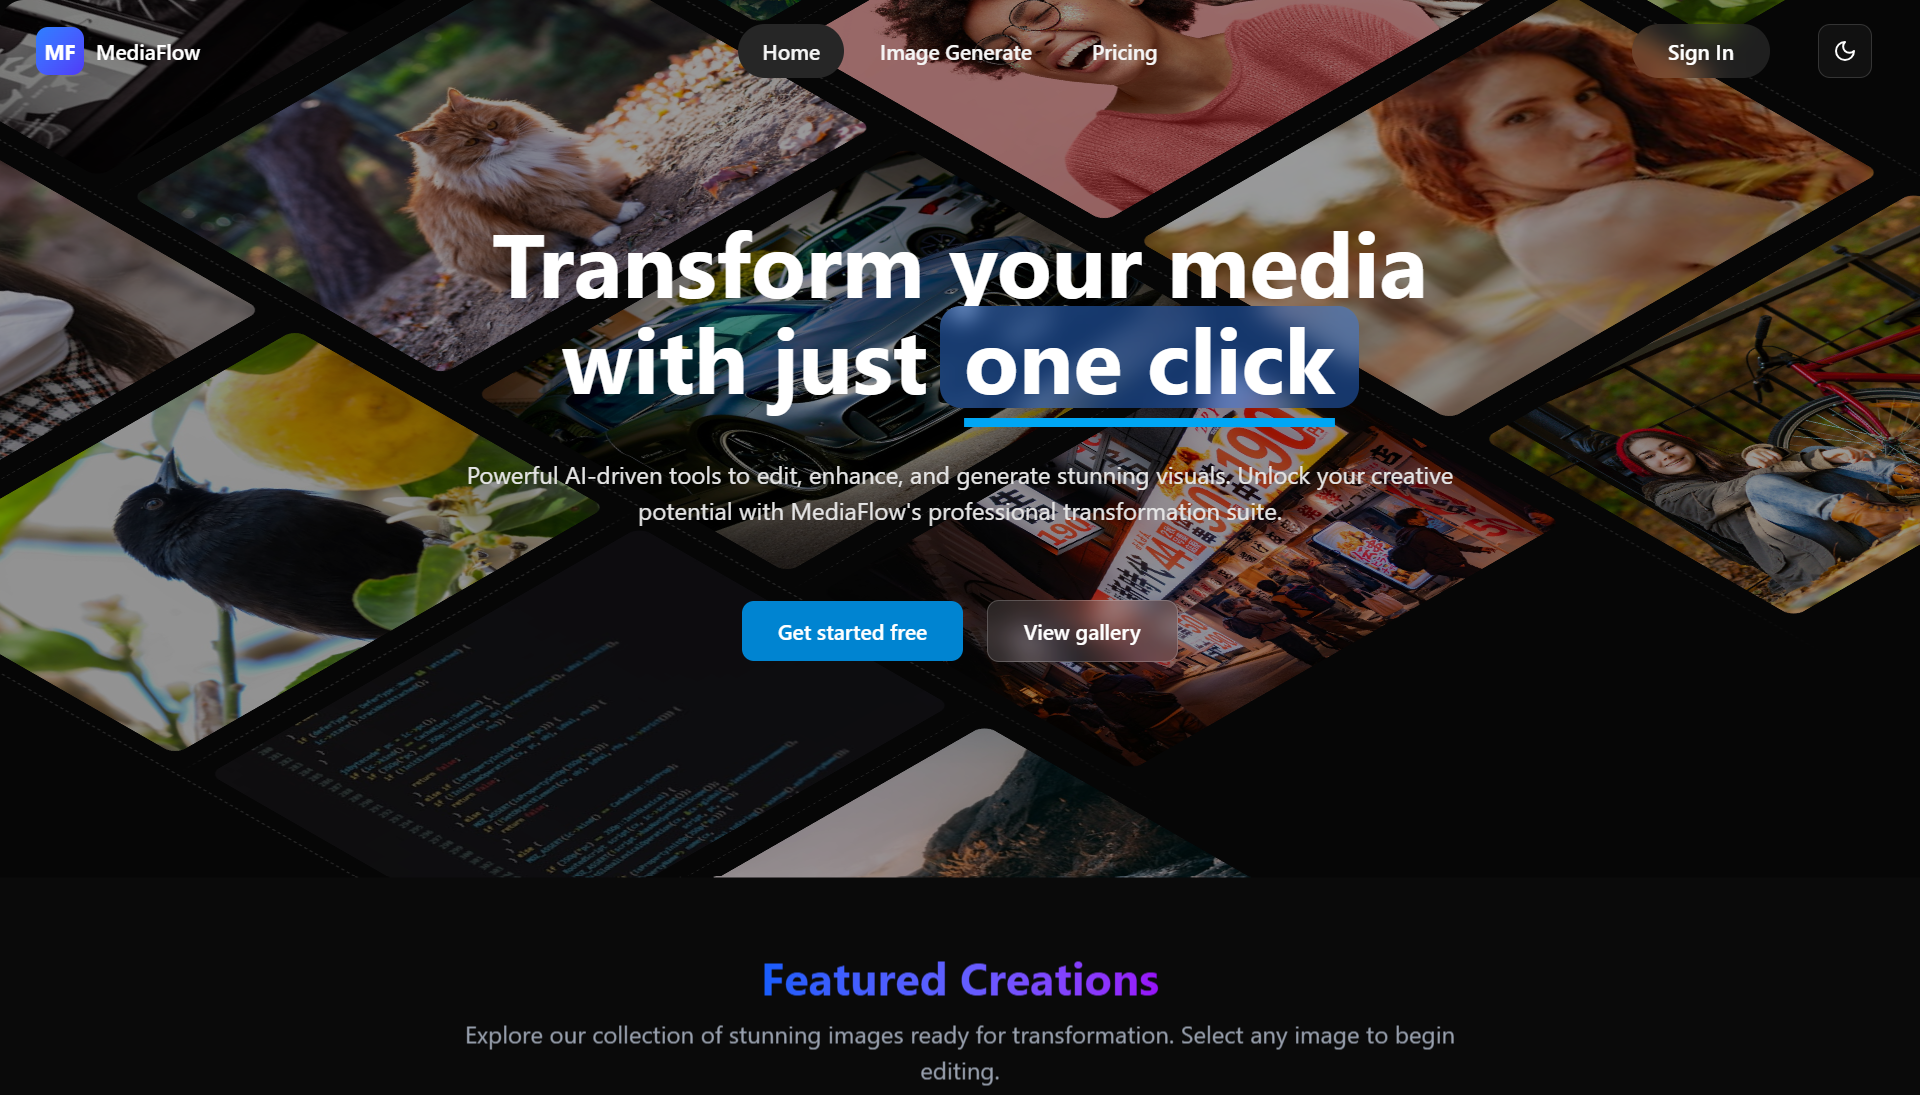 MF MediaFlow
Home Image Generate Pricing
Sign In
Transform your media
with just one click
Powerful AI-driven tools to edit, enhance, and generate stunning visuals. Unlock your creative
potential with MediaFlow's professional transformation suite.
Get started free
View gallery
Featured Creations
Explore our collection of stunning images ready for transformation. Select any image to begin
editing.